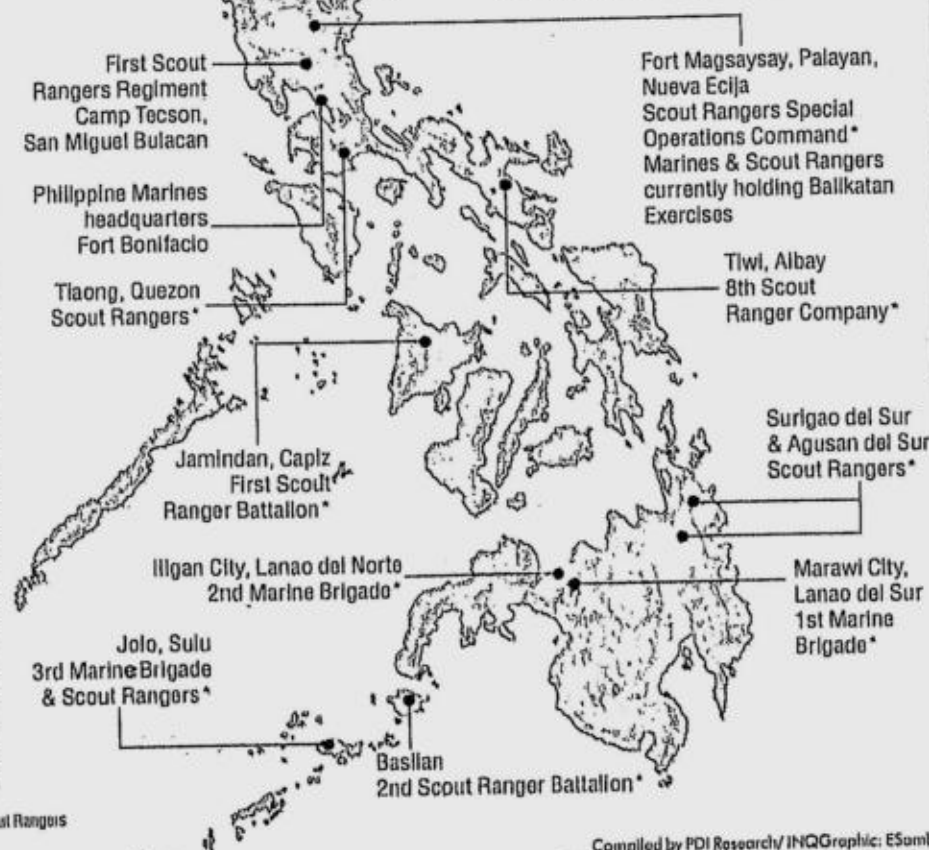 First Scout
Rangers Regiment
Camp Tecson,
San Miguel Bulacan
Fort Magsaysay, Palayan,
Nueva Ecija
Scout Rangers Special
Operations Command*
Marines & Scout Rangers
currently holding Balikatan
Exercises
Philippine Marines
headquarters
Fort Bonifacio
Tiwi, Albay
8th Scout
Ranger Company*
Tiaong, Quezon
Scout Rangers*
Surigao del Sur
& Agusan del Sur
Scout Rangers*
Jamindan, Capiz
First Scout
Ranger Battalion*
Iligan City, Lanao del Norte
2nd Marine Brigade*
Marawi City,
Lanao del Sur
1st Marine
Brigade*
Jolo, Sulu
3rd Marine Brigade
& Scout Rangers*
Basilan
2nd Scout Ranger Battalion*
Rangers
Compiled by PDI Research/INQGraphic: ESamb